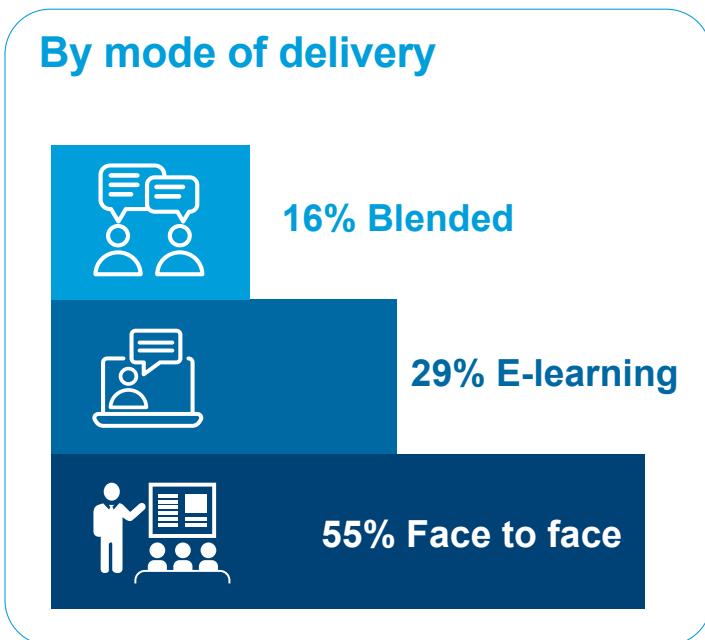 By mode of delivery
16% Blended
29% E-learning
55% Face to face